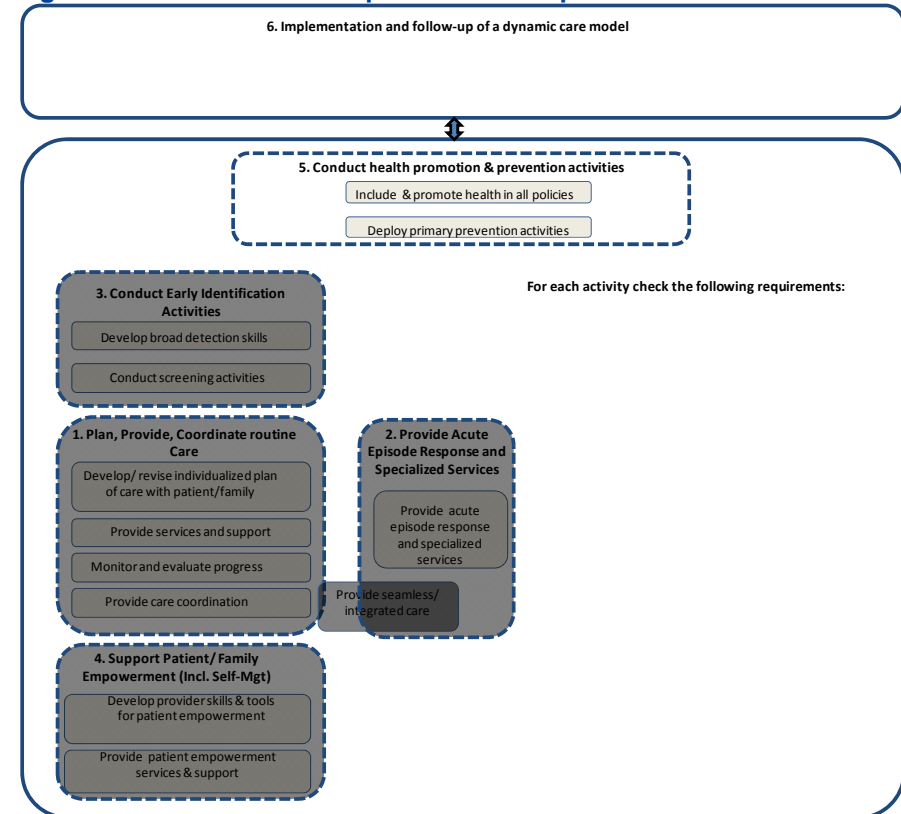 6. Implementation and follow-up of a dynamic care model
5. Conduct health promotion & prevention activities
Include & promote health in all policies
Deploy primary prevention activities
For each activity check the following requirements:
3. Conduct Early Identification
Activities
Develop broad detection skills
Conduct screening activities
1. Plan, Provide, Coordinate routine
Care
Develop/ revise individualized plan
of care with patient/family
Provide services and support
Monitor and evaluate progress
Provide care coordination
2. Provide Acute
Episode Response and
Specialized Services
Provide acute
episode response
and specialized
services
Provide seamless/
integrated care
4. Support Patient/ Family
Empowerment (Incl. Self-Mgt)
Develop provider skills & tools
for patient empowerment
Provide patient empowerment
services & support